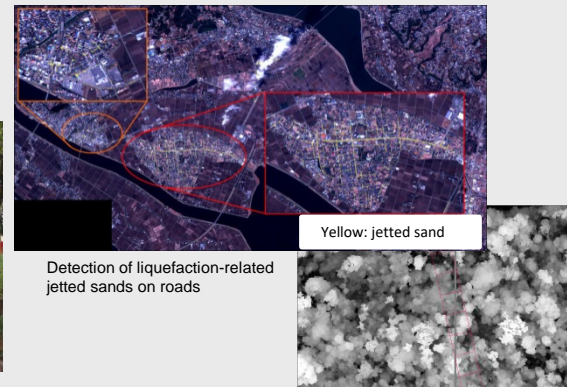 Yellow: jetted sand
Detection of liquefaction-related
jetted sands on roads